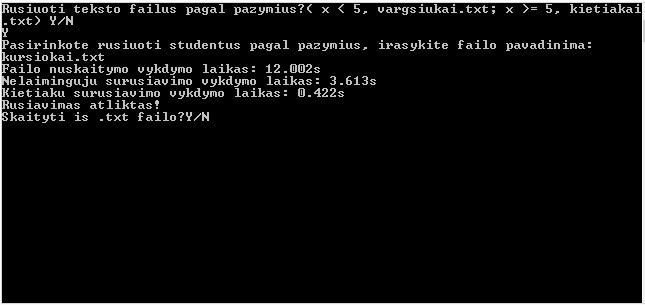 Rusiuoti teksto failus pagal pazymius?( x < 5, vargsiukai.txt; x >= 5, kietiakai
.txt) Y/N
Y
Pasirinkote rusiuoti studentus pagal pazymius, irasykite failo pavadinima:
kursiokai.txt
Failo nuskaitymo vykdymo laikas: 12.002s
Nelaiminguju surusiavimo vykdymo laikas: 3.613s
Kietiaku surusiavimo vykdymo laikas: 0.422s
Rusiavimas atliktas!
Skaityti is .txt failo?Y/N